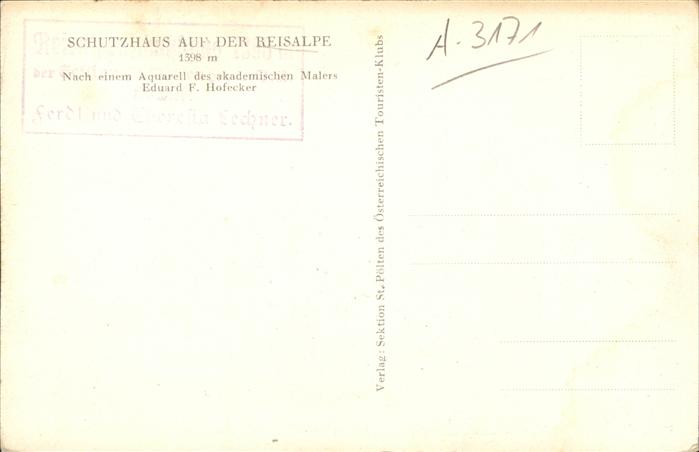 SCHUTZHAUS AUF DER REISALPE
1398 m
Nach einem Aquarell des akademischen Malers
Eduard F. Hofecker
der
Ferdl und Theresia Lechner.
Verlag: Sektion St. Pölten des Österreichischen Touristen-Klubs
A-3171